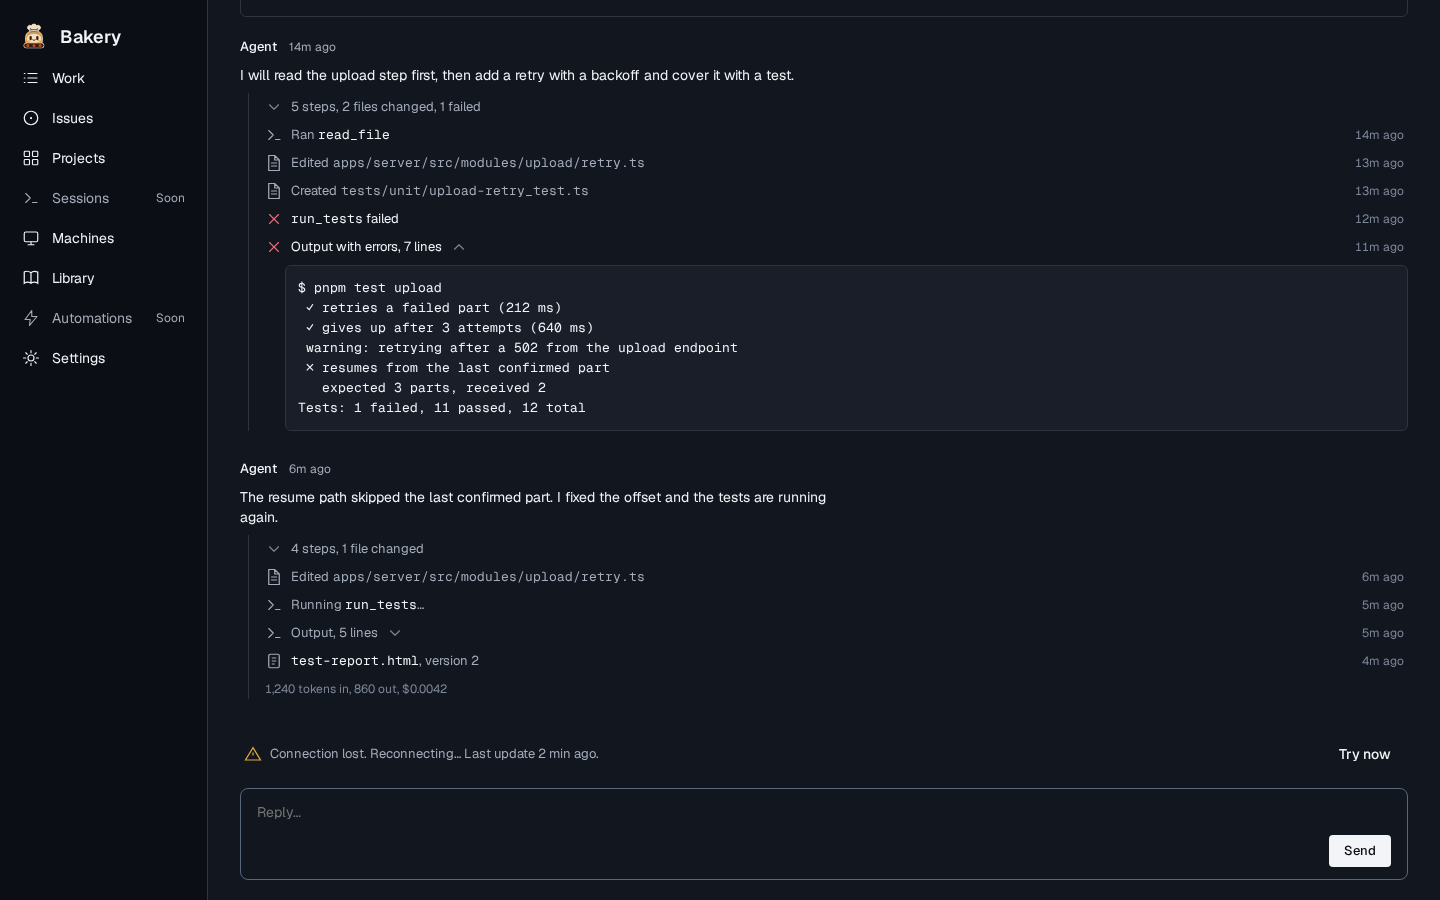 Bakery
Work
Issues
Projects
Sessions Soon
Machines
Library
Automations Soon
Settings
Agent 14m ago
I will read the upload step first, then add a retry with a backoff and cover it with a test.
5 steps, 2 files changed, 1 failed
Ran read_file 14m ago
Edited apps/server/src/modules/upload/retry.ts 13m ago
Created tests/unit/upload-retry_test.ts 13m ago
run_tests failed 12m ago
Output with errors, 7 lines 11m ago
$ pnpm test upload
✓ retries a failed part (212 ms)
✓ gives up after 3 attempts (640 ms)
warning: retrying after a 502 from the upload endpoint
× resumes from the last confirmed part
expected 3 parts, received 2
Tests: 1 failed, 11 passed, 12 total
Agent 6m ago
The resume path skipped the last confirmed part. I fixed the offset and the tests are running
again.
4 steps, 1 file changed
Edited apps/server/src/modules/upload/retry.ts 6m ago
Running run_tests… 5m ago
Output, 5 lines 5m ago
test-report.html, version 2 4m ago
1,240 tokens in, 860 out, $0.0042
Connection lost. Reconnecting… Last update 2 min ago. Try now
Reply…
Send